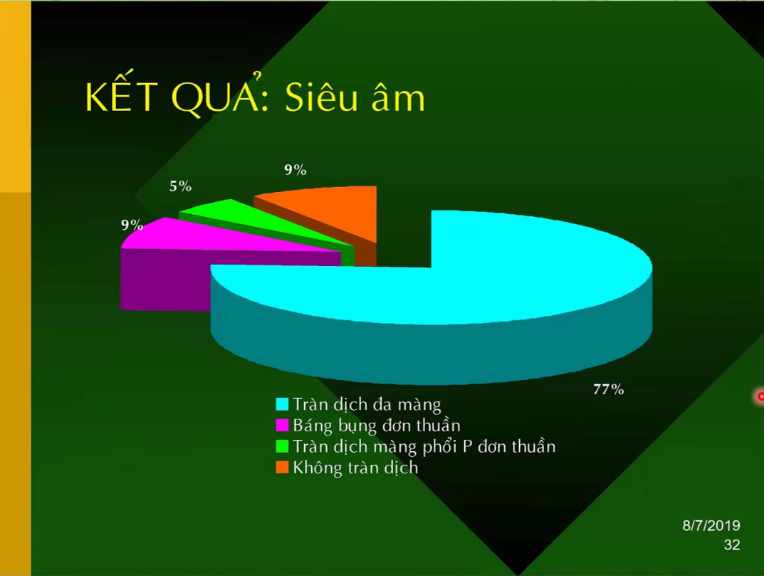 KẾT QUẢ: Siêu âm
9%
5%
9%
77%
Tràn dịch đa màng
Báng bụng đơn thuần
Tràn dịch màng phổi P đơn thuần
Không tràn dịch
8/7/2019
32